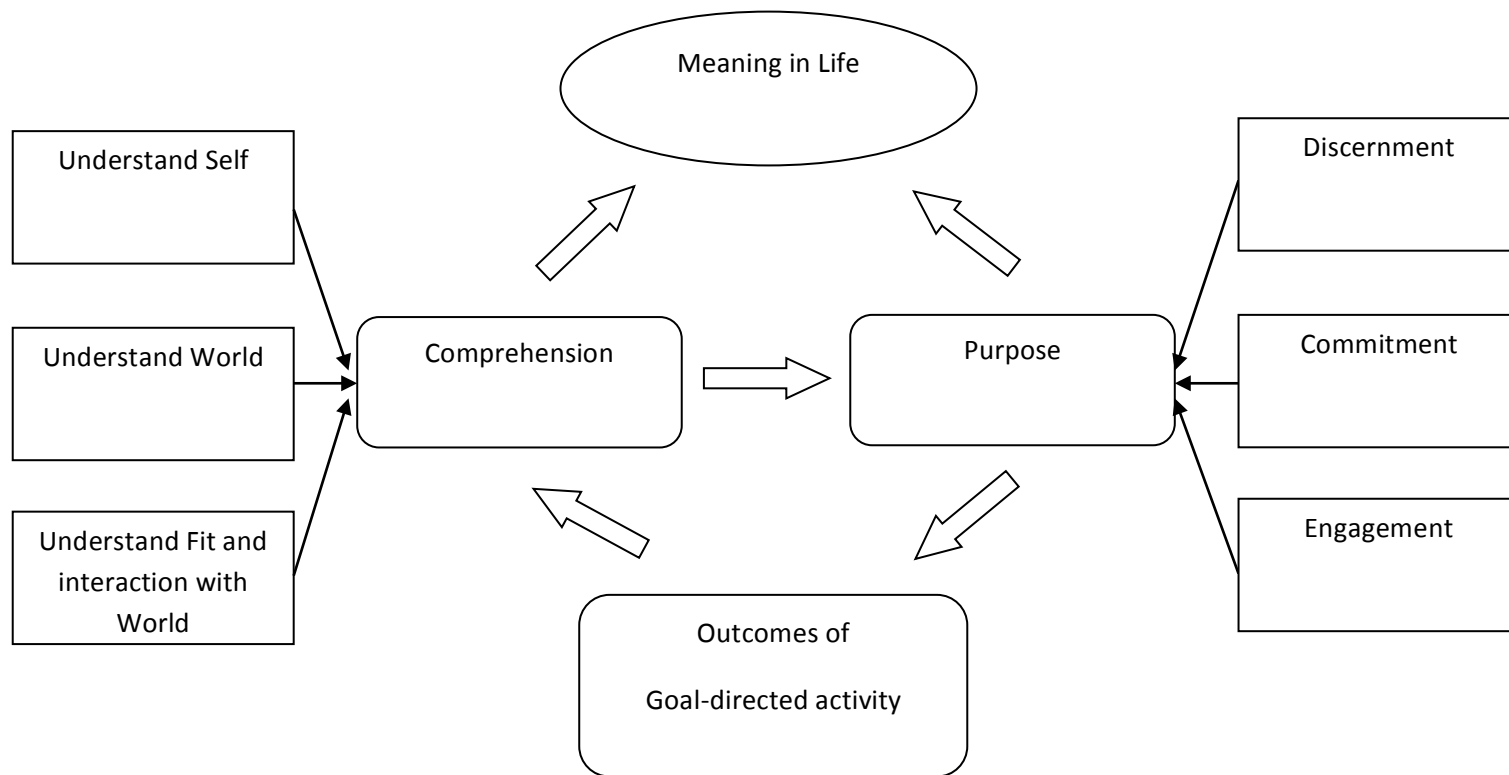 Meaning in Life
Understand Self
Discernment
Understand World
Comprehension
Purpose
Commitment
Understand Fit and
interaction with
World
Engagement
Outcomes of
Goal-directed activity